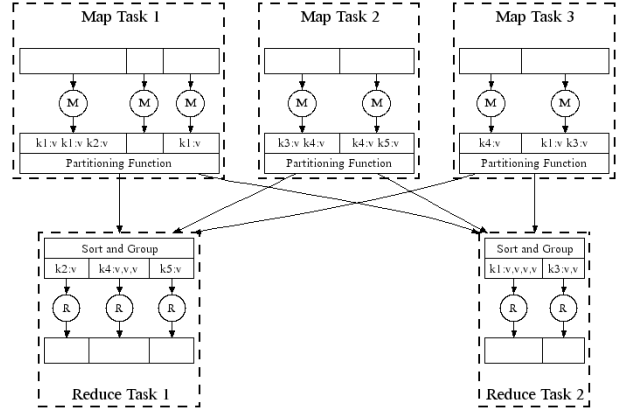 Map Task 1 Map Task 2 Map Task 3
M M M M M M M
k1:v k1:v k2:v k1:v k3:v k4:v k4:v k5:v k4:v k1:v k3:v
Partitioning Function Partitioning Function Partitioning Function
Sort and Group Sort and Group
k2:v k4:v,v,v k5:v k1:v,v,v,v k3:v,v
R R R R R
Reduce Task 1 Reduce Task 2